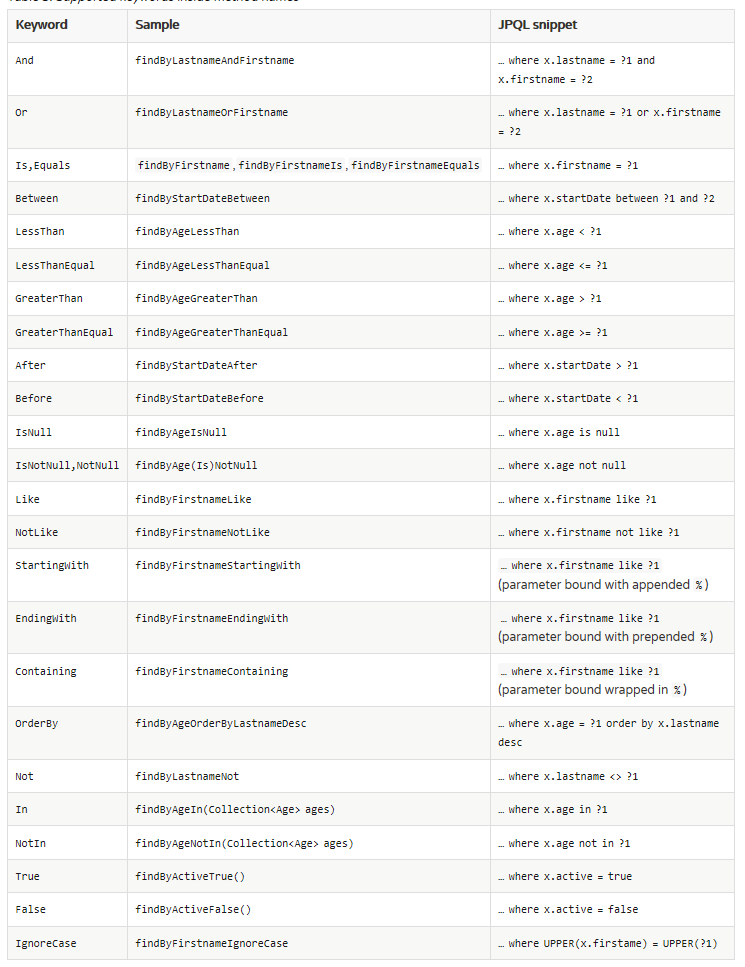 Keyword Sample JPQL snippet
And findByLastnameAndFirstname … where x.lastname = ?1 and
x.firstname = ?2
Or findByLastnameOrFirstname … where x.lastname = ?1 or x.firstname
= ?2
Is,Equals findByFirstname,findByFirstnameIs,findByFirstnameEquals … where x.firstname = ?1
Between findByStartDateBetween … where x.startDate between ?1 and ?2
LessThan findByAgeLessThan … where x.age < ?1
LessThanEqual findByAgeLessThanEqual … where x.age <= ?1
GreaterThan findByAgeGreaterThan … where x.age > ?1
GreaterThanEqual findByAgeGreaterThanEqual … where x.age >= ?1
After findByStartDateAfter … where x.startDate > ?1
Before findByStartDateBefore … where x.startDate < ?1
IsNull findByAgeIsNull … where x.age is null
IsNotNull,NotNull findByAge(Is)NotNull … where x.age not null
Like findByFirstnameLike … where x.firstname like ?1
NotLike findByFirstnameNotLike … where x.firstname not like ?1
StartingWith findByFirstnameStartingWith … where x.firstname like ?1
(parameter bound with appended %)
EndingWith findByFirstnameEndingWith … where x.firstname like ?1
(parameter bound with prepended %)
Containing findByFirstnameContaining … where x.firstname like ?1
(parameter bound wrapped in %)
OrderBy findByAgeOrderByLastnameDesc … where x.age = ?1 order by x.lastname
desc
Not findByLastnameNot … where x.lastname <> ?1
In findByAgeIn(Collection<Age> ages) … where x.age in ?1
NotIn findByAgeNotIn(Collection<Age> ages) … where x.age not in ?1
True findByActiveTrue() … where x.active = true
False findByActiveFalse() … where x.active = false
IgnoreCase findByFirstnameIgnoreCase … where UPPER(x.firstame) = UPPER(?1)